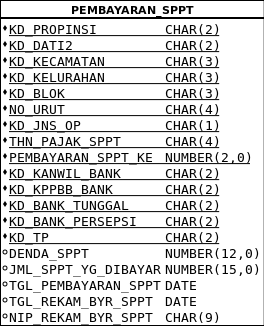 PEMBAYARAN_SPPT
KD_PROPINSI CHAR(2)
KD_DATI2 CHAR(2)
KD_KECAMATAN CHAR(3)
KD_KELURAHAN CHAR(3)
KD_BLOK CHAR(3)
NO_URUT CHAR(4)
KD_JNS_OP CHAR(1)
THN_PAJAK_SPPT CHAR(4)
PEMBAYARAN_SPPT_KE NUMBER(2,0)
KD_KANWIL_BANK CHAR(2)
KD_KPPBB_BANK CHAR(2)
KD_BANK_TUNGGAL CHAR(2)
KD_BANK_PERSEPSI CHAR(2)
KD_TP CHAR(2)
DENDA_SPPT NUMBER(12,0)
JML_SPPT_YG_DIBAYAR NUMBER(15,0)
TGL_PEMBAYARAN_SPPT DATE
TGL_REKAM_BYR_SPPT DATE
NIP_REKAM_BYR_SPPT CHAR(9)